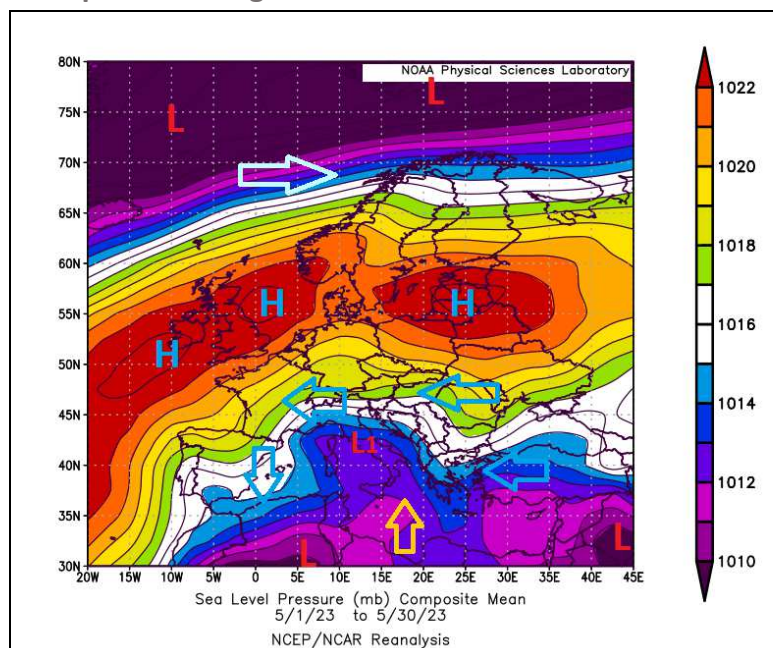 NOAA Physical Sciences Laboratory
80N
75N
70N
65N
60N
55N
50N
45N
40N
35N
30N
L
L
H
H
H
L1
L
L
20W 15W 10W 5W 0 5E 10E 15E 20E 25E 30E 35E 40E 45E
1022
1020
1018
1016
1014
1012
1010
Sea Level Pressure (mb) Composite Mean
5/1/23 to 5/30/23
NCEP/NCAR Reanalysis